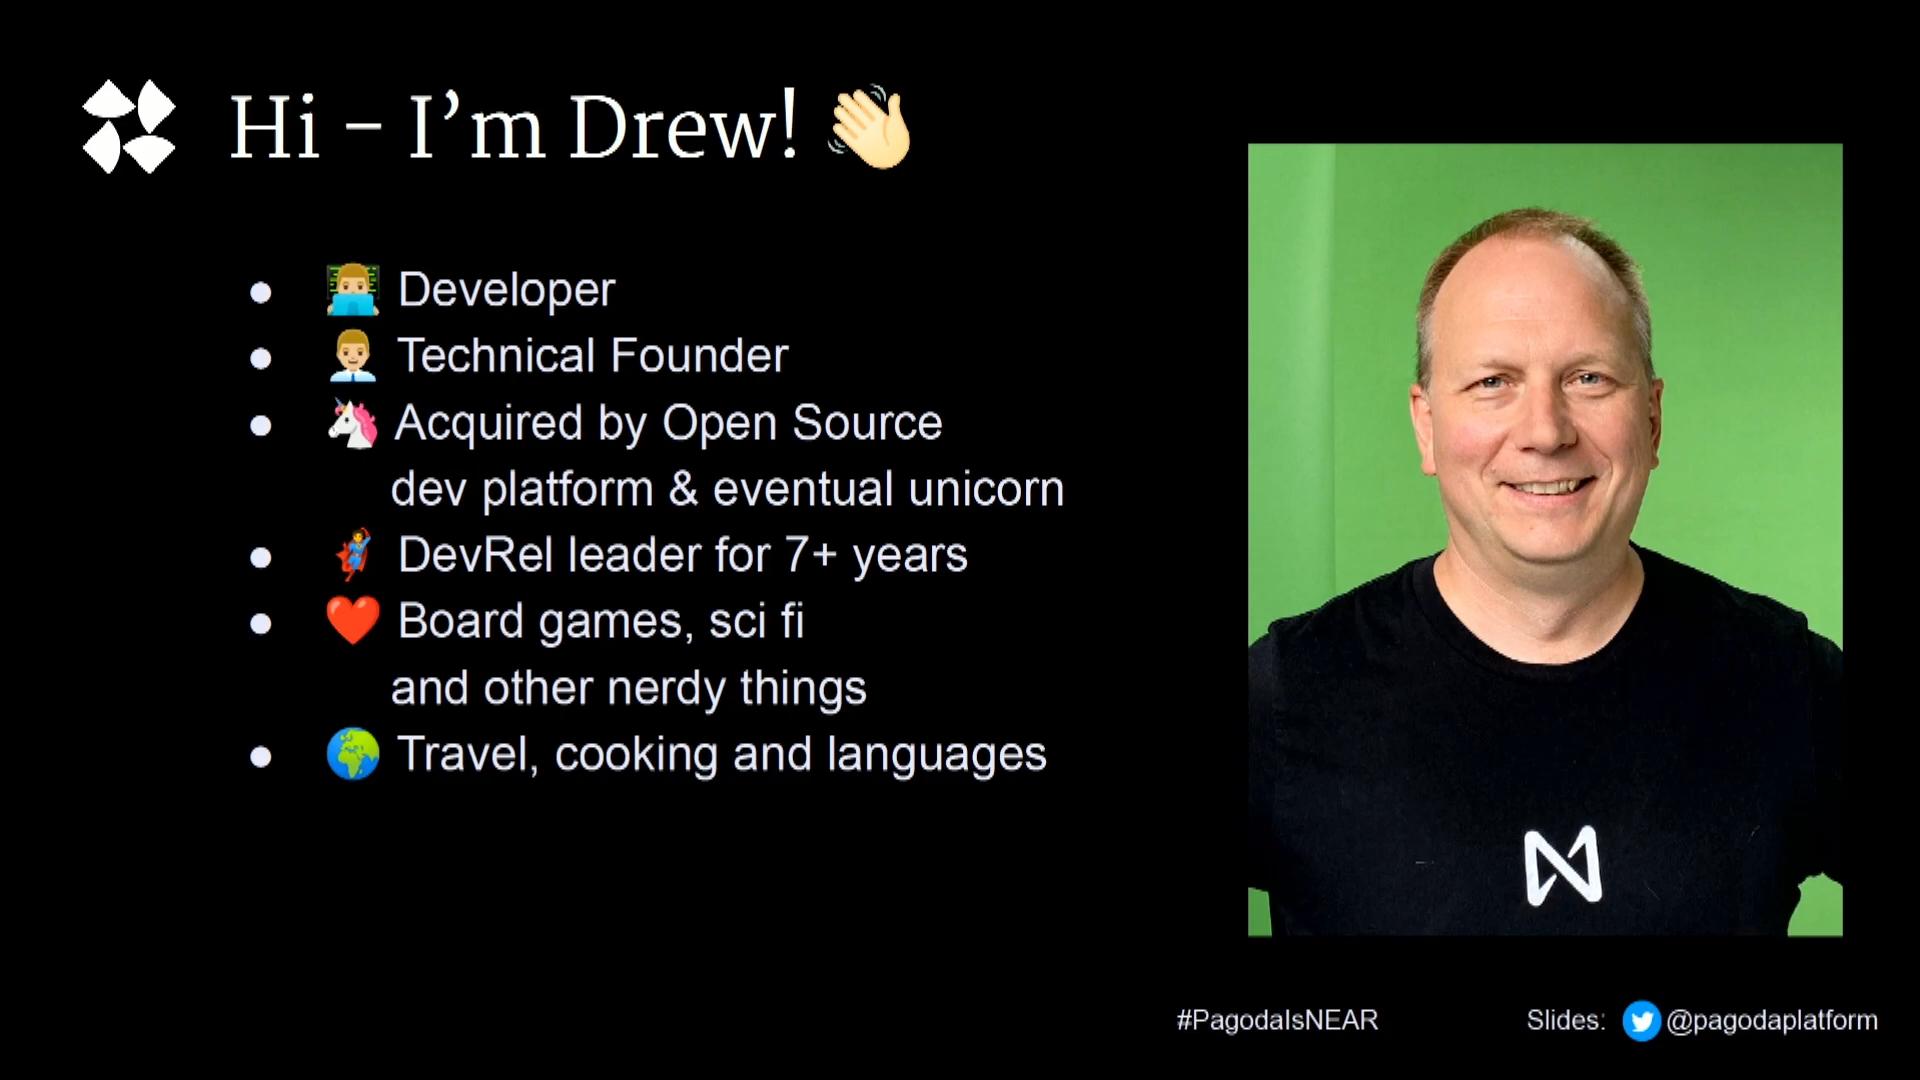 Hi – I’m Drew! 👋🏻
● 👨🏼‍💻 Developer
● 👨🏼‍💼 Technical Founder
● 🦄 Acquired by Open Source
dev platform & eventual unicorn
● 🦸 DevRel leader for 7+ years
● ❤️ Board games, sci fi
and other nerdy things
● 🌍 Travel, cooking and languages
#PagodaIsNEAR
Slides: @pagodaplatform